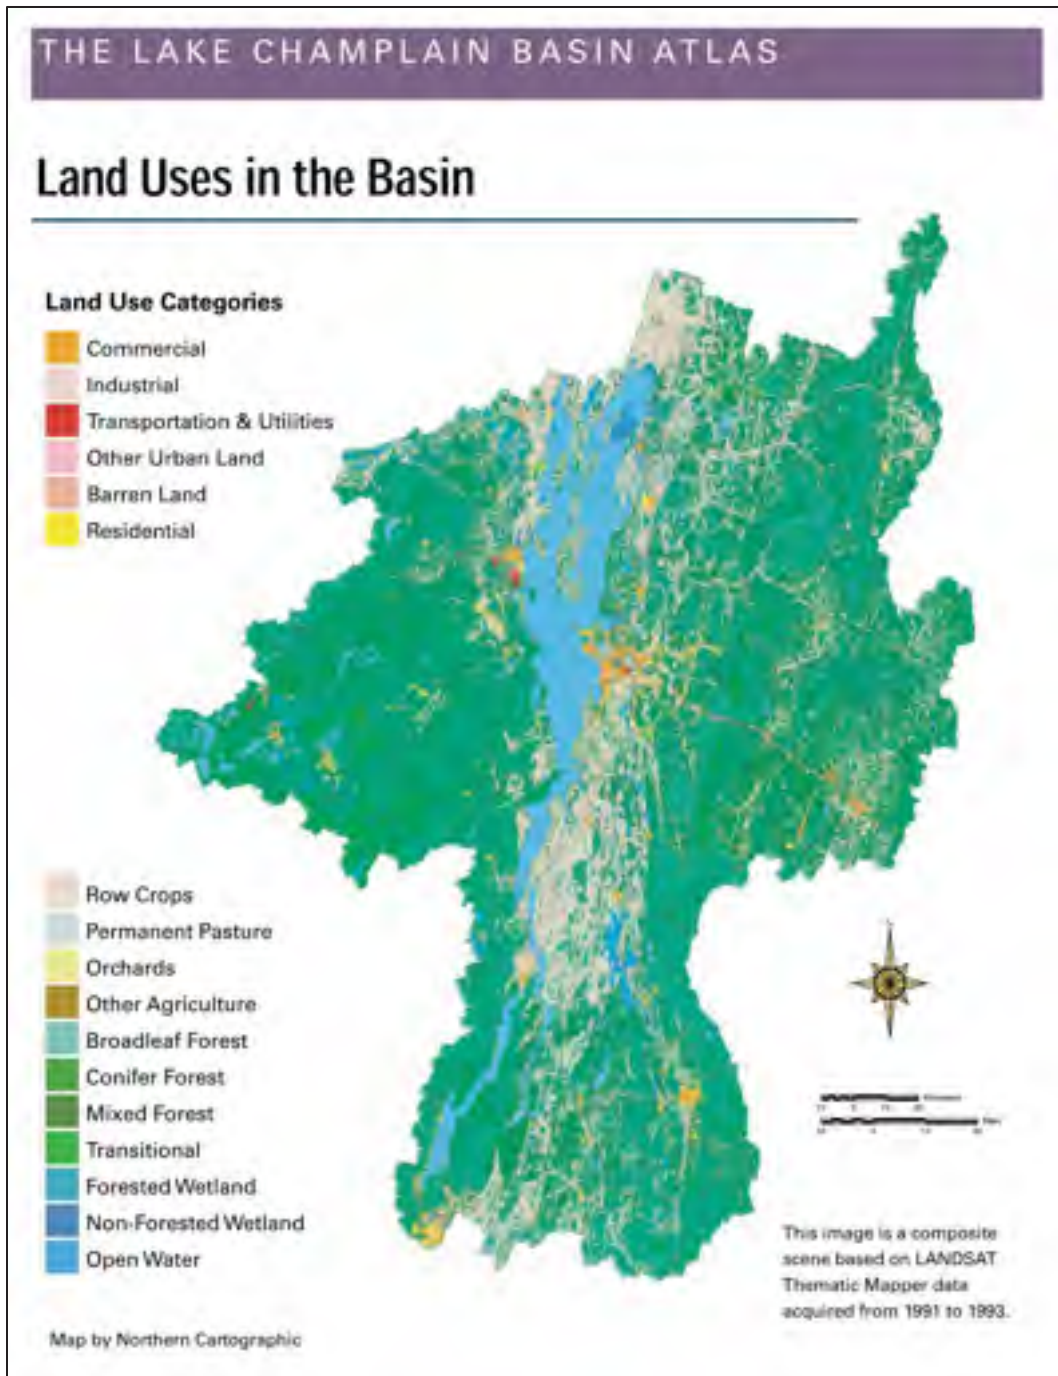 THE LAKE CHAMPLAIN BASIN ATLAS
Land Uses in the Basin
Land Use Categories
Commercial
Industrial
Transportation & Utilities
Other Urban Land
Barren Land
Residential
Row Crops
Permanent Pasture
Orchards
Other Agriculture
Broadleaf Forest
Conifer Forest
Mixed Forest
Transitional
Forested Wetland
Non-Forested Wetland
Open Water
This image is a composite
scene based on LANDSAT
Thematic Mapper data
acquired from 1991 to 1993.
Map by Northern Cartographic